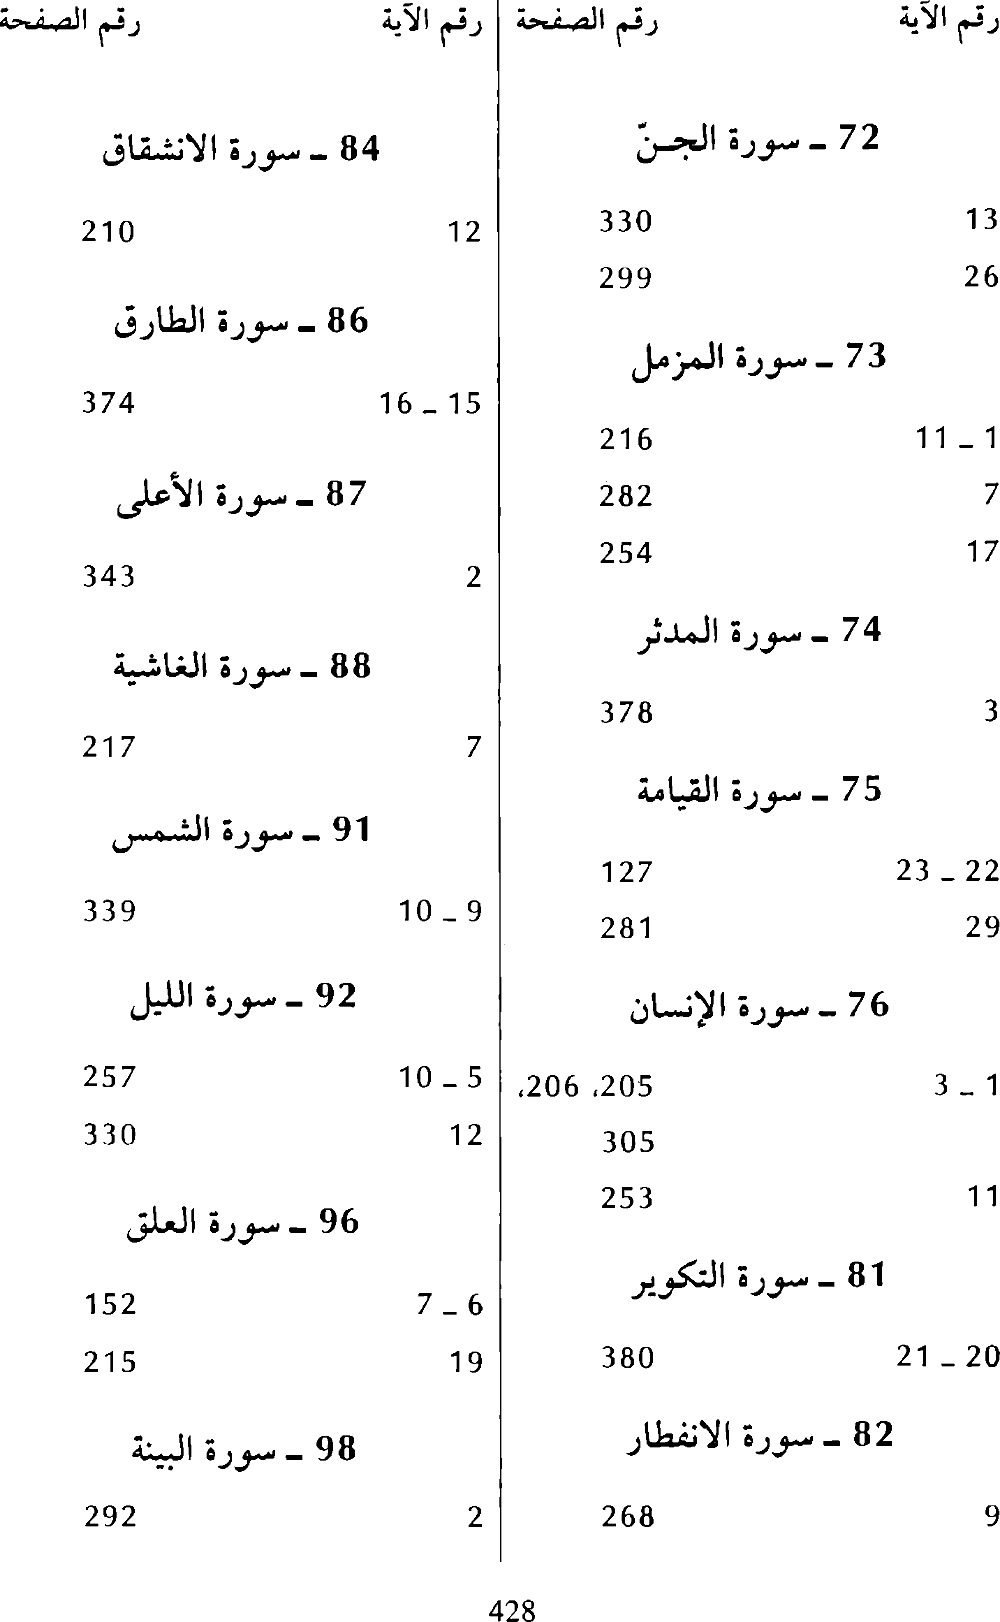 رقم الآية رقم الصفحة
72 ـ سورة الجـنّ
13 330
26 299
73 ـ سورة المزمل
1 ـ 11 216
7 282
17 254
74 ـ سورة المدثر
3 378
75 ـ سورة القيامة
22 ـ 23 127
29 281
76 ـ سورة الإنسان
1 ـ 3 205، 206،
305
11 253
81 ـ سورة التكوير
20 ـ 21 380
82 ـ سورة الانفطار
9 268
رقم الآية رقم الصفحة
84 ـ سورة الانشقاق
12 210
86 ـ سورة الطارق
15 ـ 16 374
87 ـ سورة الأعلى
2 343
88 ـ سورة الغاشية
7 217
91 ـ سورة الشمس
9 ـ 10 339
92 ـ سورة الليل
5 ـ 10 257
12 330
96 ـ سورة العلق
6 ـ 7 152
19 215
98 ـ سورة البينة
2 292
428